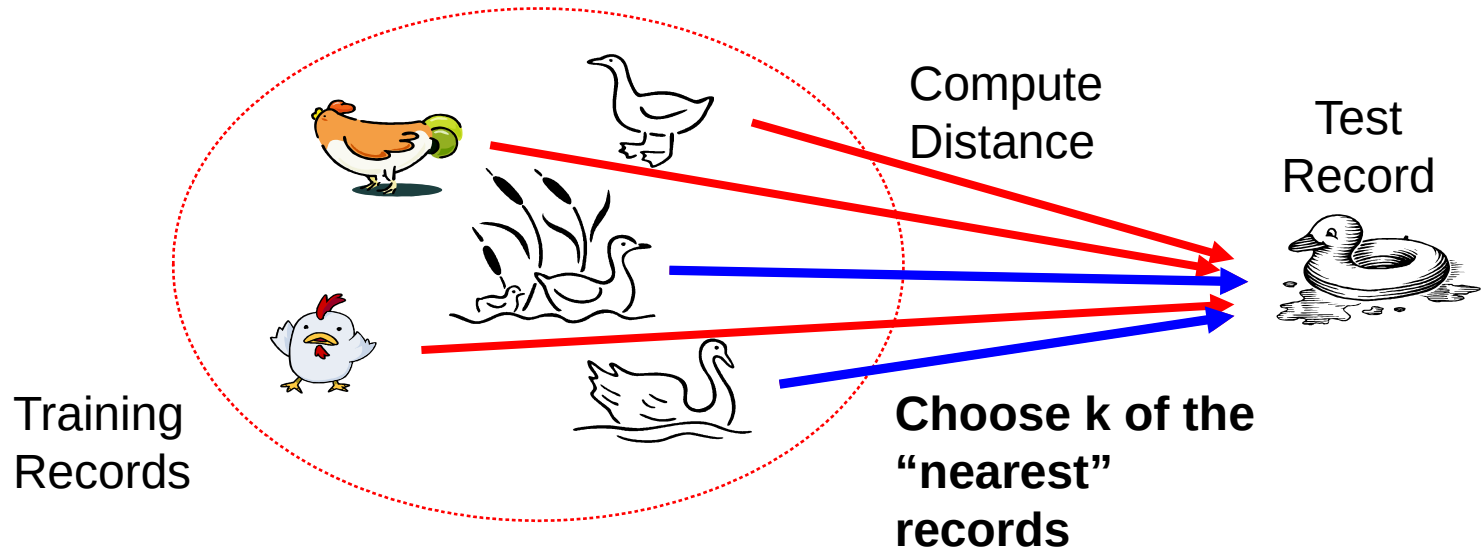 Compute
Distance
Test
Record
Training
Records
Choose k of the
“nearest”
records